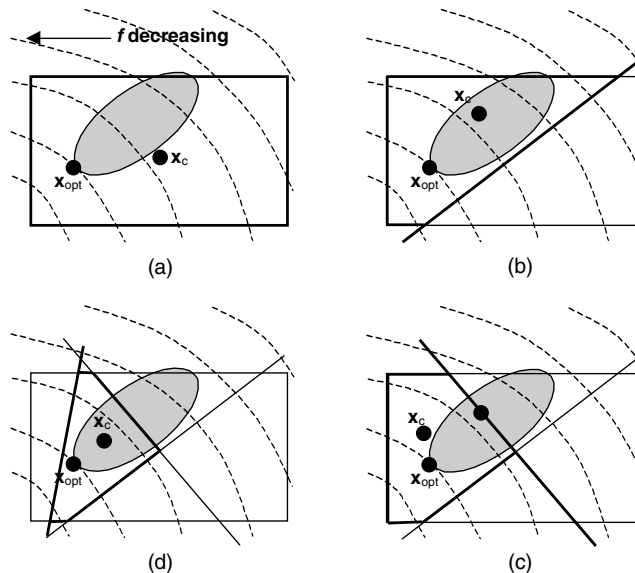 f decreasing
x_c
x_opt
(a)
x_c
x_opt
(b)
x_c
x_opt
(d)
x_c
x_opt
(c)